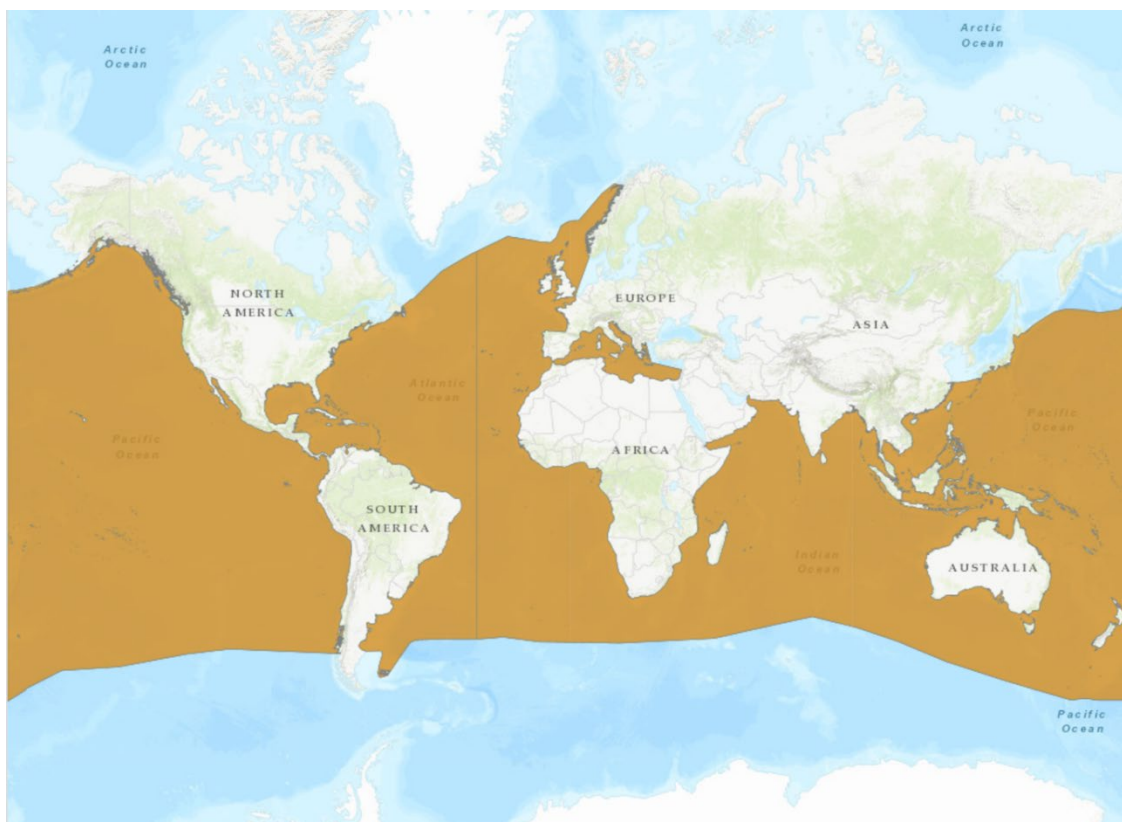 Arctic
Ocean
Arctic
Ocean
NORTH
AMERICA
EUROPE
ASIA
Atlantic
Ocean
Pacific
Ocean
Pacific
Ocean
AFRICA
SOUTH
AMERICA
Indian
Ocean
AUSTRALIA
Pacific
Ocean